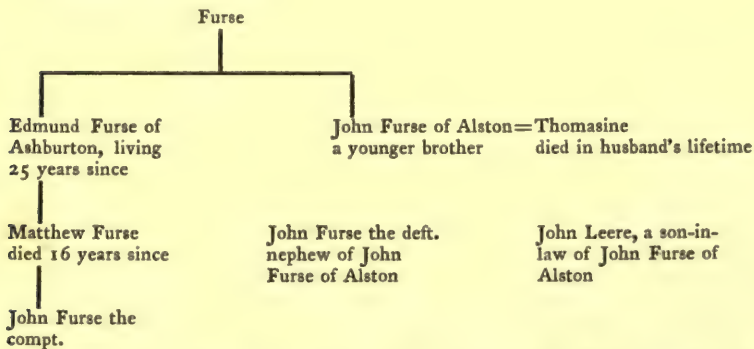 Furse
Edmund Furse of
Ashburton, living
25 years since
John Furse of Alston=Thomasine
a younger brother died in husband's lifetime
Matthew Furse
died 16 years since
John Furse the deft.
nephew of John
Furse of Alston
John Leere, a son-in-
law of John Furse of
Alston
John Furse the
compt.